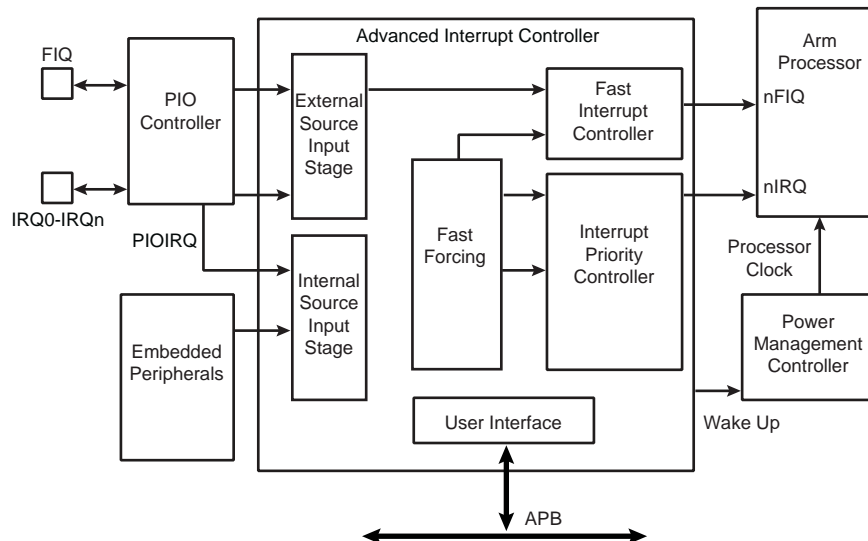 Advanced Interrupt Controller
FIQ
PIO
Controller
External
Source
Input
Stage
Fast
Interrupt
Controller
Arm
Processor
nFIQ
nIRQ
IRQ0-IRQn
PIOIRQ
Fast
Forcing
Interrupt
Priority
Controller
Processor
Clock
Internal
Source
Input
Stage
Embedded
Peripherals
Power
Management
Controller
User Interface
Wake Up
APB